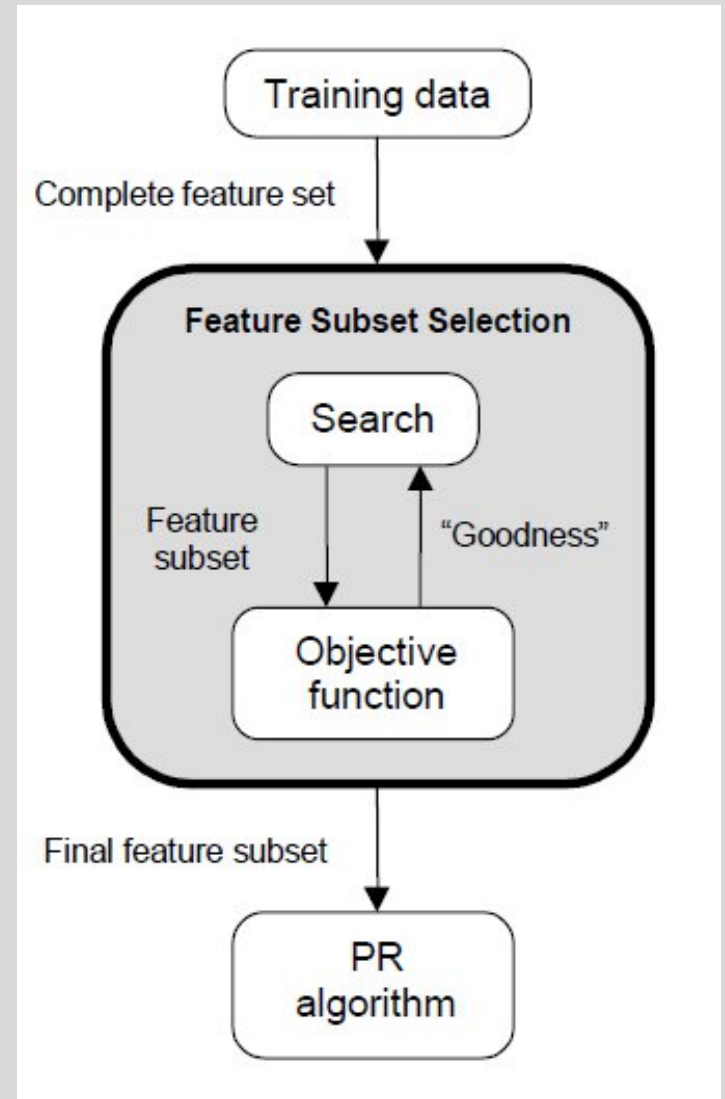 Training data
Complete feature set
Feature Subset Selection
Search
Feature
subset
“Goodness”
Objective
function
Final feature subset
PR
algorithm